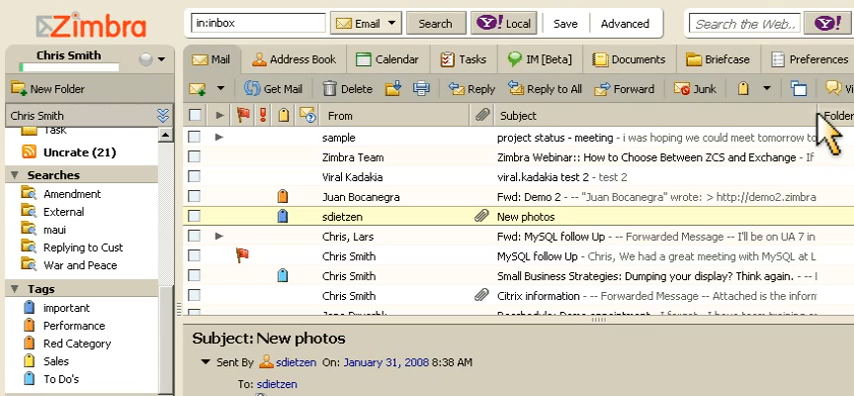 Zimbra
in:inbox Email Search Y! Local Save Advanced Search the Web.. Y!
Chris Smith
Mail Address Book Calendar Tasks IM [Beta] Documents Briefcase Preferences
New Folder
Get Mail Delete Reply Reply to All Forward Junk Vi
Chris Smith
From Subject Folder
Task
Uncrate (21)
Searches
Amendment
External
maui
Replying to Cust
War and Peace
Tags
important
Performance
Red Category
Sales
To Do's
sample project status - meeting - i was hoping we could meet tomorrow to
Zimbra Team Zimbra Webinar:: How to Choose Between ZCS and Exchange - If
Viral Kadakia viral.kadakia test 2 - test 2
Juan Bocanegra Fwd: Demo 2 - -- "Juan Bocanegra" wrote: > http://demo2.zimbra
sdietzen New photos
Chris, Lars Fwd: MySQL follow Up - -- Forwarded Message -- I'll be on UA 7 in
Chris Smith MySQL follow Up - Chris, We had a great meeting with MySQL at L
Chris Smith Small Business Strategies: Dumping your display? Think again. - --
Chris Smith Citrix information - -- Forwarded Message -- Attached is the inform
Subject: New photos
Sent By sdietzen On: January 31, 2008 8:38 AM
To: sdietzen